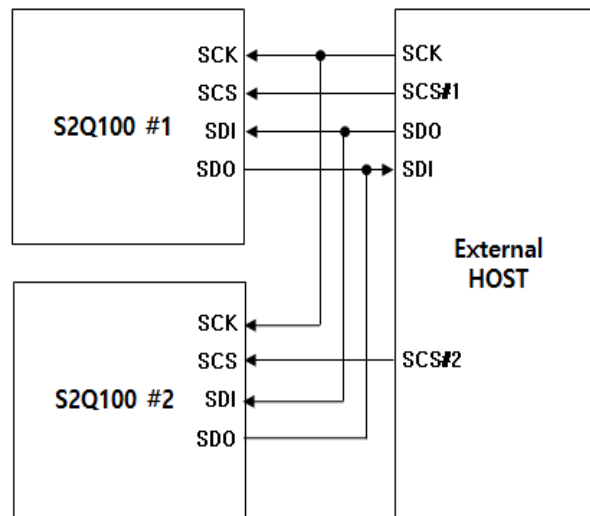 SCK
SCS
S2Q100 #1
SDI
SDO
SCK
SCS#1
SDO
SDI
External
HOST
SCK
SCS
S2Q100 #2
SDI
SDO
SCS#2